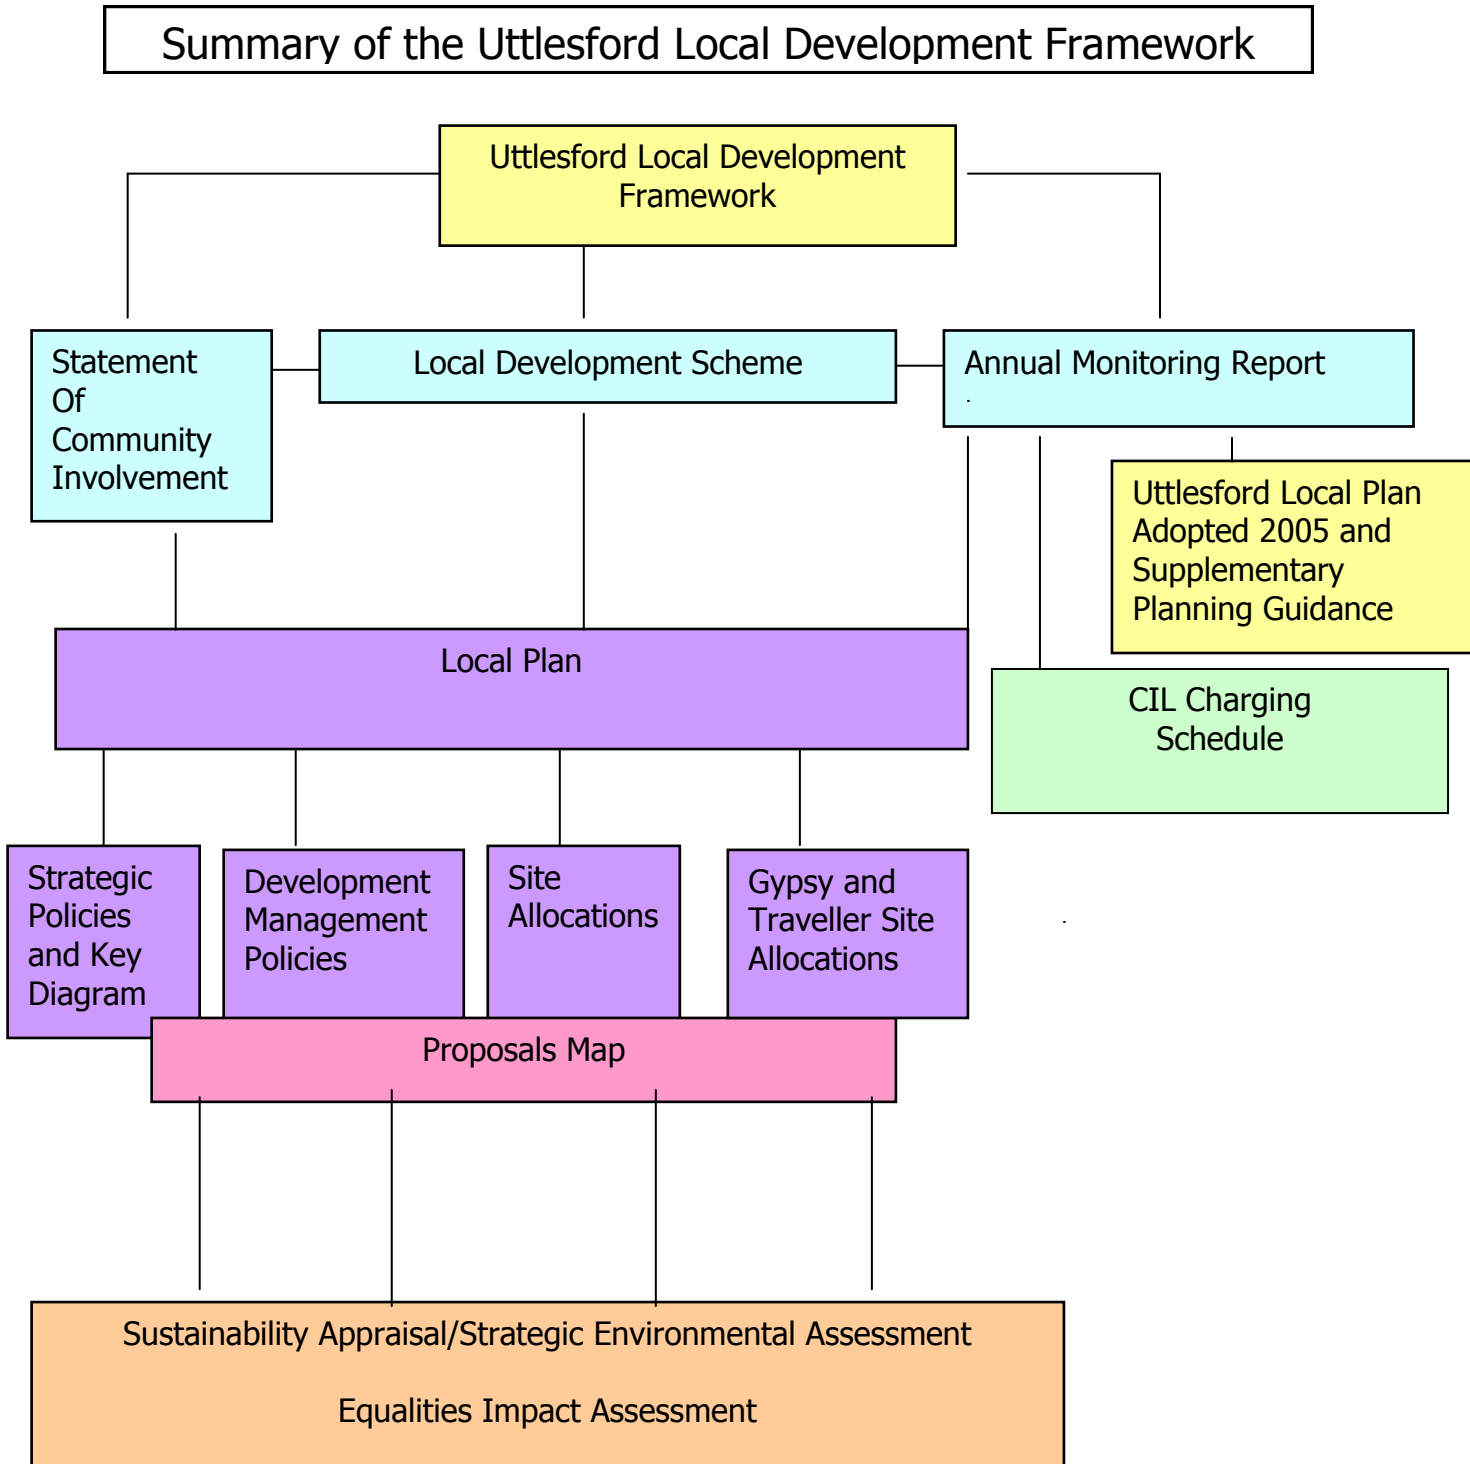 Summary of the Uttlesford Local Development Framework
Uttlesford Local Development
Framework
Statement
Of
Community
Involvement
Local Development Scheme
Annual Monitoring Report
.
Uttlesford Local Plan
Adopted 2005 and
Supplementary
Planning Guidance
Local Plan
CIL Charging
Schedule
Strategic
Policies
and Key
Diagram
Development
Management
Policies
Site
Allocations
Gypsy and
Traveller Site
Allocations
.
Proposals Map
Sustainability Appraisal/Strategic Environmental Assessment
Equalities Impact Assessment